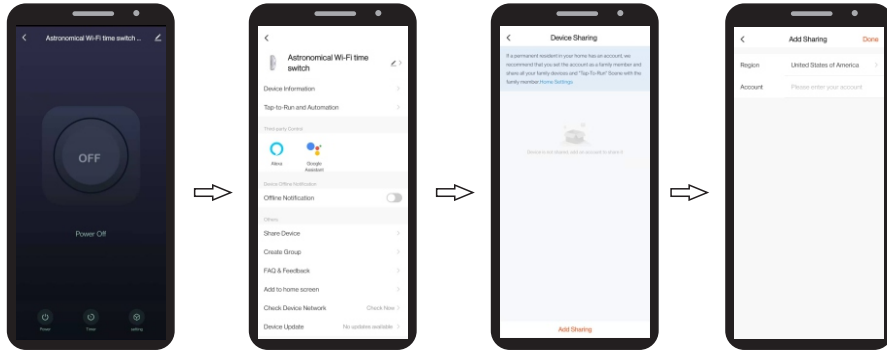 Astronomical Wi-Fi time switch ...
OFF
Power Off
Power
Timer
setting
Astronomical Wi-Fi time
switch
Device Information
Tap-to-Run and Automation
Third-party Control
Alexa
Google
Assistant
Device Offline Notification
Offline Notification
Others
Share Device
Create Group
FAQ & Feedback
Add to home screen
Check Device Network
Check Now
Device Update
No updates available
Device Sharing
If a permanent resident in your home has an account, we
recommend that you set the account as a family member and
share all your family devices and "Tap-To-Run" Scenes with the
family member.Home Settings
Add Sharing
Add Sharing
Done
Region
United States of America
Account
Please enter your account